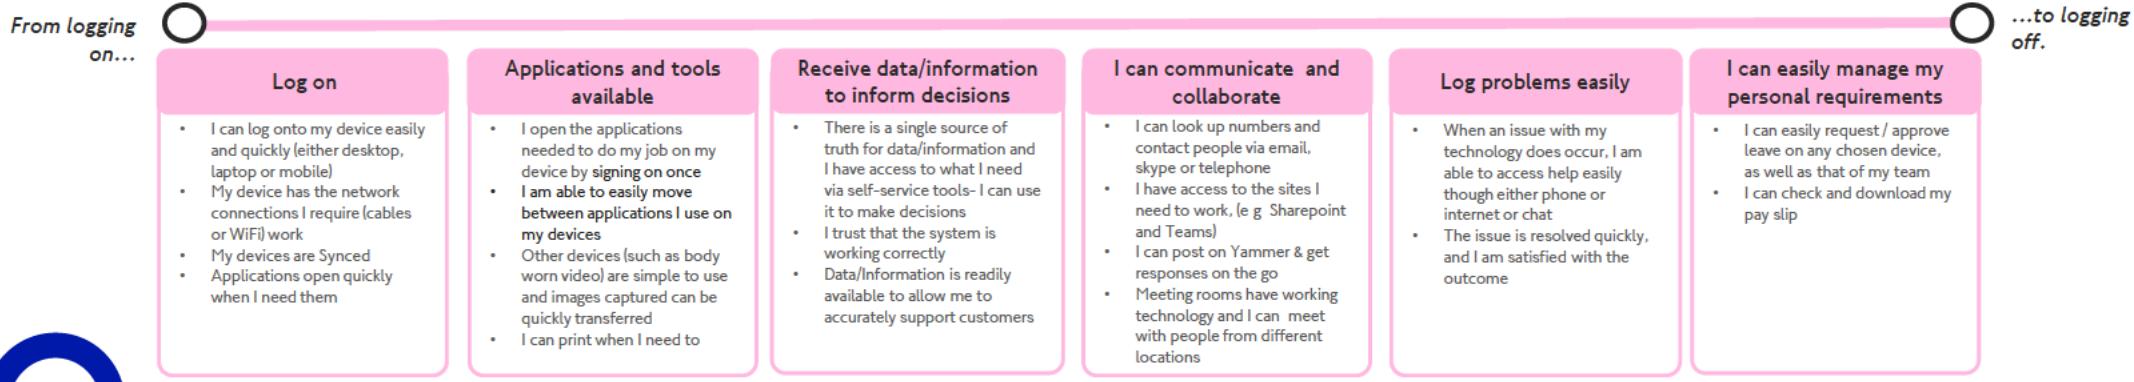 From logging
on...
...to logging
off.
Log on
• I can log onto my device easily
and quickly (either desktop,
laptop or mobile)
• My device has the network
connections I require (cables
or WiFi) work
• My devices are Synced
• Applications open quickly
when I need them
Applications and tools
available
• I open the applications
needed to do my job on my
device by signing on once
• I am able to easily move
between applications I use on
my devices
• Other devices (such as body
worn video) are simple to use
and images captured can be
quickly transferred
• I can print when I need to
Receive data/information
to inform decisions
• There is a single source of
truth for data/information and
I have access to what I need
via self-service tools- I can use
it to make decisions
• I trust that the system is
working correctly
• Data/Information is readily
available to allow me to
accurately support customers
I can communicate and
collaborate
• I can look up numbers and
contact people via email,
skype or telephone
• I have access to the sites I
need to work, (e g Sharepoint
and Teams)
• I can post on Yammer & get
responses on the go
• Meeting rooms have working
technology and I can meet
with people from different
locations
Log problems easily
• When an issue with my
technology does occur, I am
able to access help easily
though either phone or
internet or chat
• The issue is resolved quickly,
and I am satisfied with the
outcome
I can easily manage my
personal requirements
• I can easily request / approve
leave on any chosen device,
as well as that of my team
• I can check and download my
pay slip